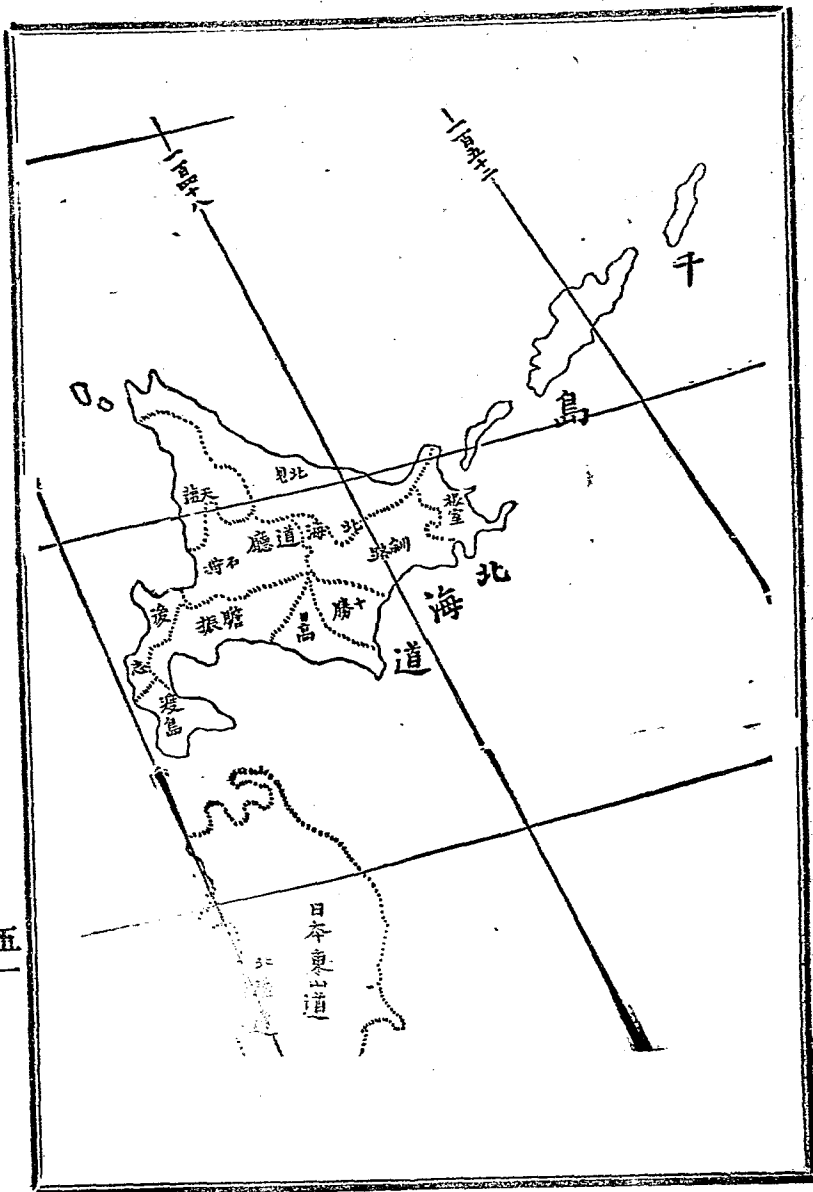 一百四十八
一百五十二
千島
北海道
北見
天塩
根室
北海道廳
釧路
石狩
十勝
日高
膽振
後志
渡島
日本東山道
五一